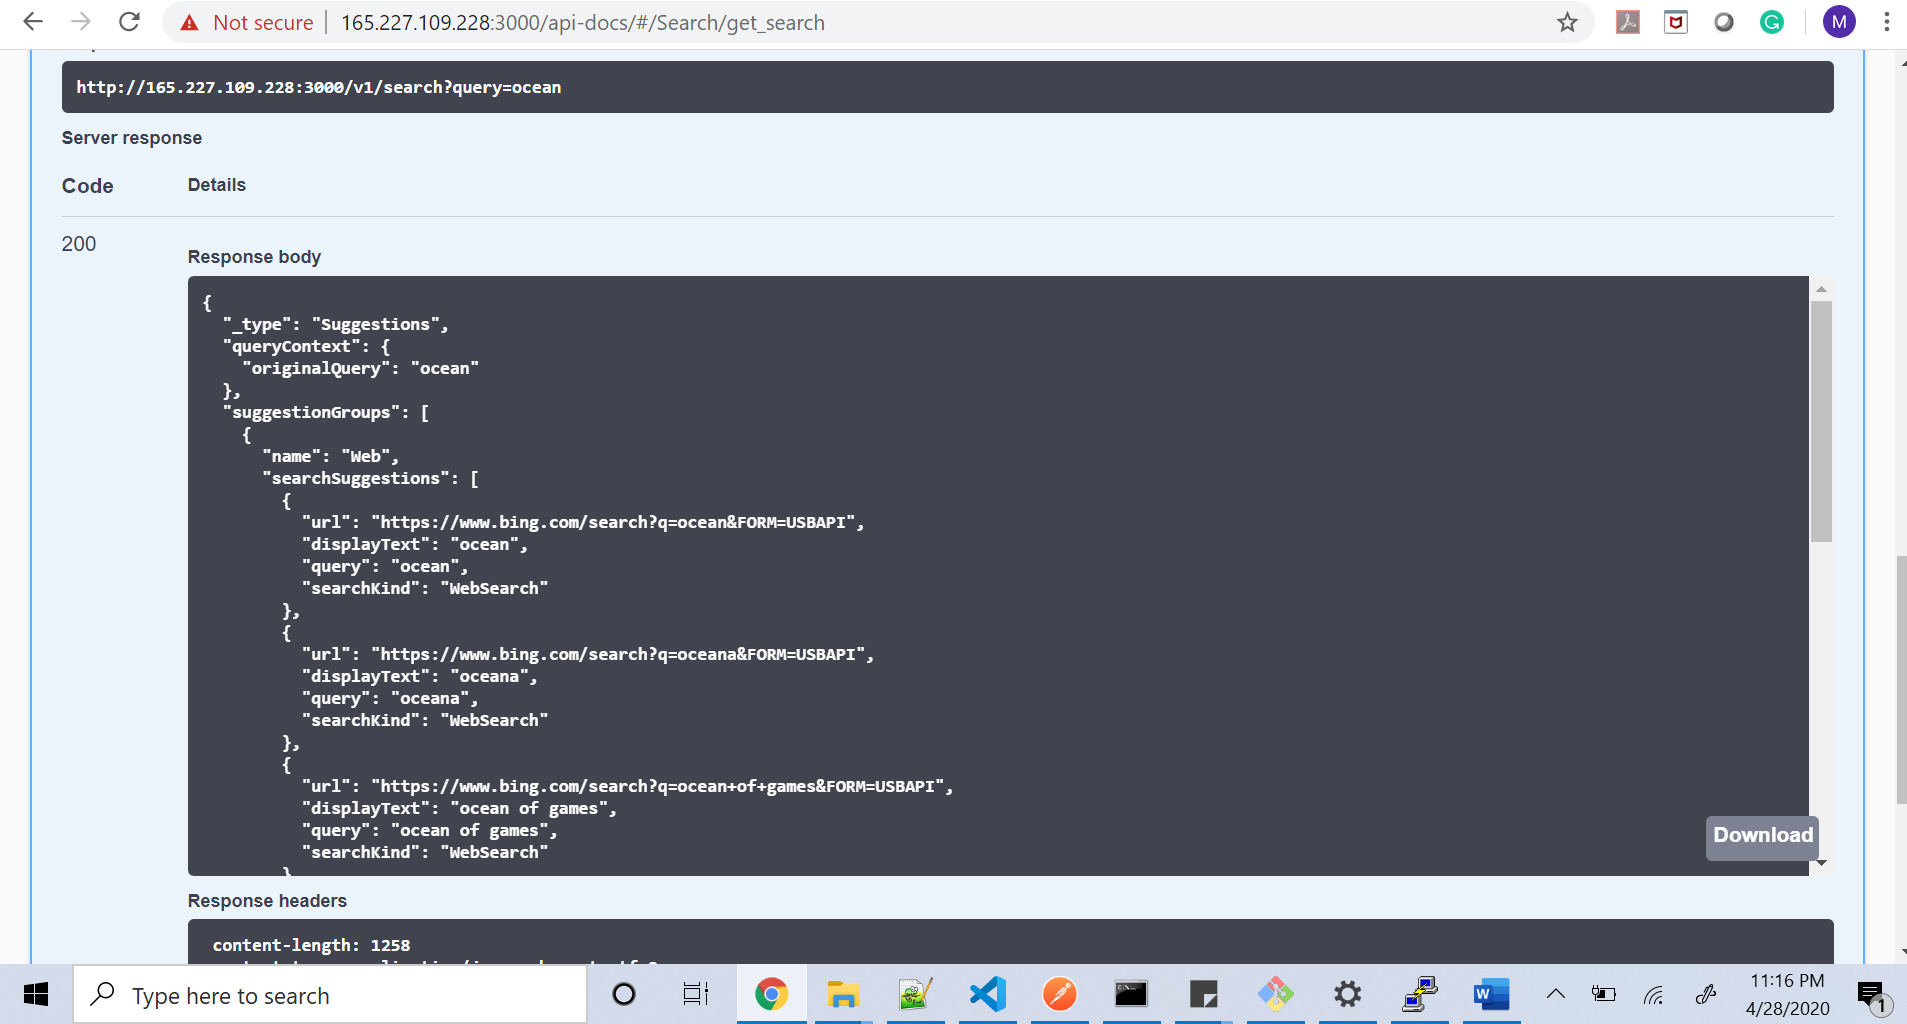 Not secure | 165.227.109.228:3000/api-docs/#/Search/get_search
M
http://165.227.109.228:3000/v1/search?query=ocean
Server response
Code Details
200
Response body
{
"_type": "Suggestions",
"queryContext": {
"originalQuery": "ocean"
},
"suggestionGroups": [
{
"name": "Web",
"searchSuggestions": [
{
"url": "https://www.bing.com/search?q=ocean&FORM=USBAPI",
"displayText": "ocean",
"query": "ocean",
"searchKind": "WebSearch"
},
{
"url": "https://www.bing.com/search?q=oceana&FORM=USBAPI",
"displayText": "oceana",
"query": "oceana",
"searchKind": "WebSearch"
},
{
"url": "https://www.bing.com/search?q=ocean+of+games&FORM=USBAPI",
"displayText": "ocean of games",
"query": "ocean of games",
"searchKind": "WebSearch"
}
Download
Response headers
content-length: 1258
Type here to search
11:16 PM
4/28/2020
1